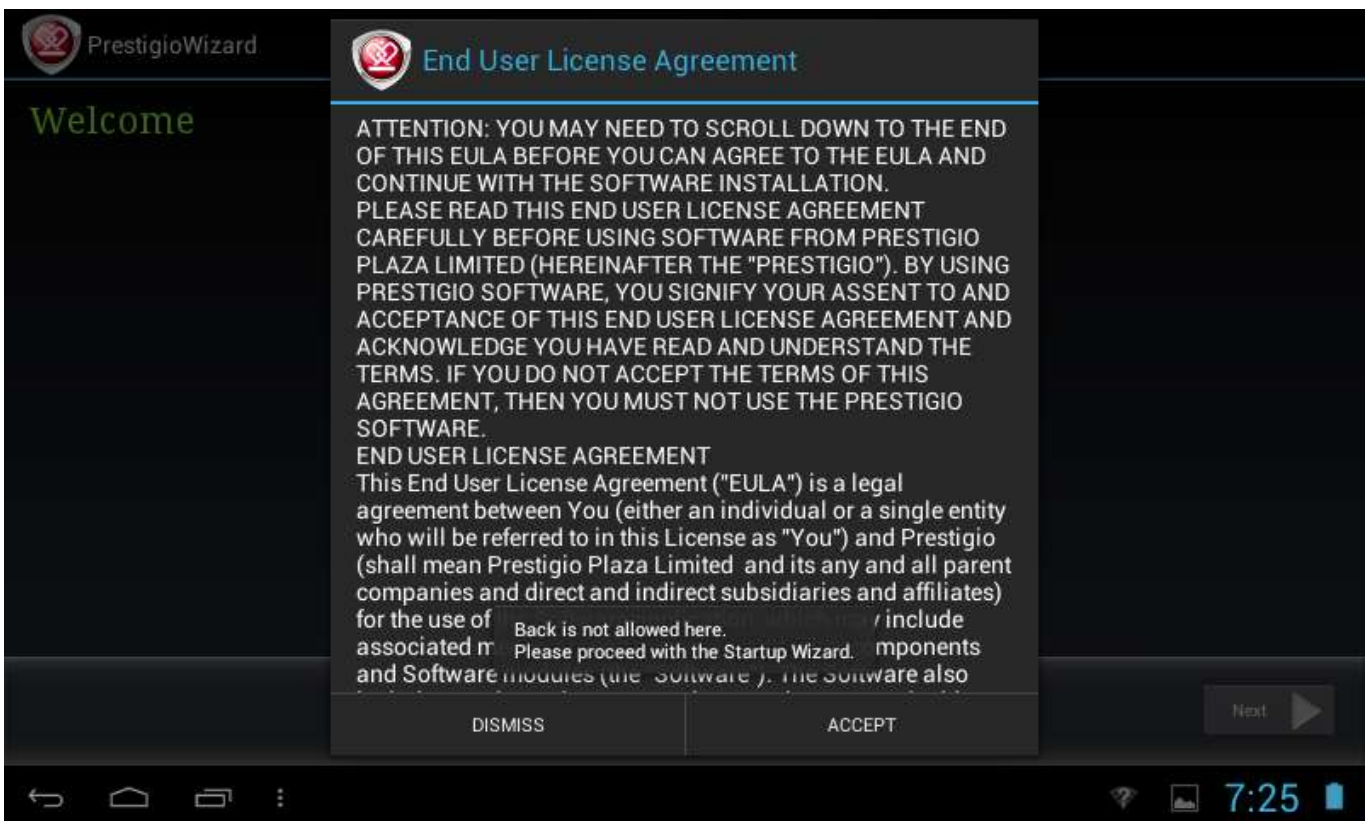 PrestigioWizard
End User License Agreement
Welcome
ATTENTION: YOU MAY NEED TO SCROLL DOWN TO THE END
OF THIS EULA BEFORE YOU CAN AGREE TO THE EULA AND
CONTINUE WITH THE SOFTWARE INSTALLATION.
PLEASE READ THIS END USER LICENSE AGREEMENT
CAREFULLY BEFORE USING SOFTWARE FROM PRESTIGIO
PLAZA LIMITED (HEREINAFTER THE "PRESTIGIO"). BY USING
PRESTIGIO SOFTWARE, YOU SIGNIFY YOUR ASSENT TO AND
ACCEPTANCE OF THIS END USER LICENSE AGREEMENT AND
ACKNOWLEDGE YOU HAVE READ AND UNDERSTAND THE
TERMS. IF YOU DO NOT ACCEPT THE TERMS OF THIS
AGREEMENT, THEN YOU MUST NOT USE THE PRESTIGIO
SOFTWARE.
END USER LICENSE AGREEMENT
This End User License Agreement ("EULA") is a legal
agreement between You (either an individual or a single entity
who will be referred to in this License as "You") and Prestigio
(shall mean Prestigio Plaza Limited  and its any and all parent
companies and direct and indirect subsidiaries and affiliates)
for the use of include
associated
Back is not allowed here.
Please proceed with the Startup Wizard.
and Software modules (the "Software"). The Software also
DISMISS
ACCEPT
Next
7:25